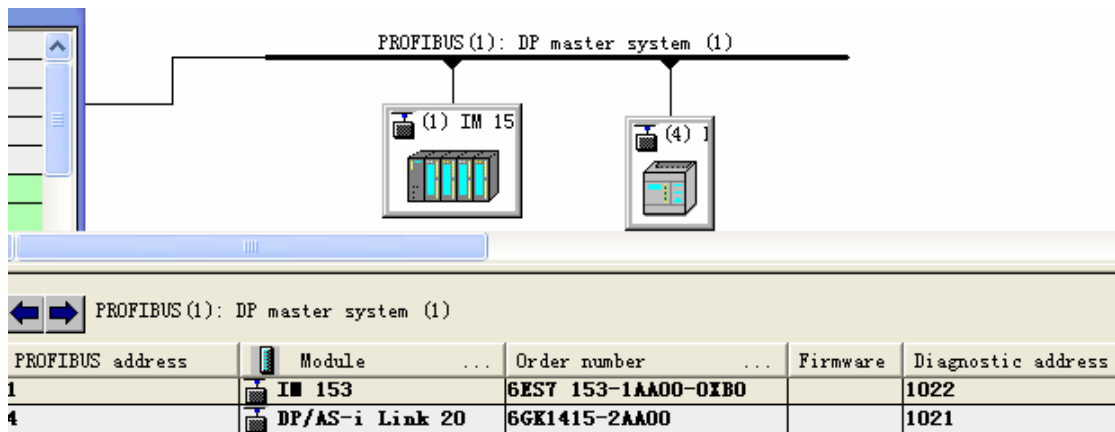 PROFIBUS(1): DP master system (1)
(1) IM 15
(4)
PROFIBUS(1): DP master system (1)
PROFIBUS address Module ... Order number ... Firmware Diagnostic address
1 IM 153 6ES7 153-1AA00-0XB0 1022
4 DP/AS-i Link 20 6GK1415-2AA00 1021